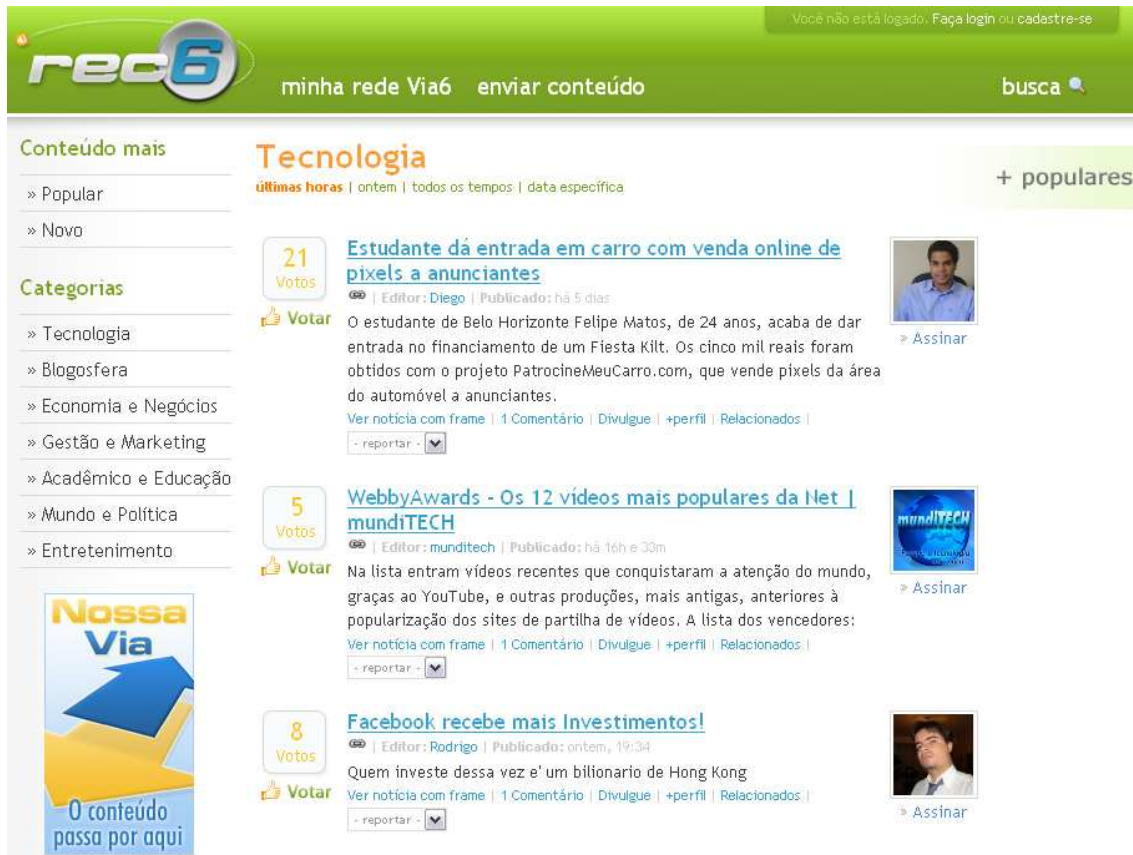 Você não está logado. Faça login ou cadastre-se
rec6
minha rede Via6 enviar conteúdo
busca
Conteúdo mais
» Popular
» Novo
Categorias
» Tecnologia
» Blogosfera
» Economia e Negócios
» Gestão e Marketing
» Acadêmico e Educação
» Mundo e Política
» Entretenimento
Nossa
Via
O conteúdo
passa por aqui
Tecnologia
últimas horas | ontem | todos os tempos | data específica
+ populares
21
Votos
Votar
Estudante dá entrada em carro com venda online de
pixels a anunciantes
| Editor: Diego | Publicado: há 5 dias
O estudante de Belo Horizonte Felipe Matos, de 24 anos, acaba de dar
entrada no financiamento de um Fiesta Kilt. Os cinco mil reais foram
obtidos com o projeto PatrocineMeuCarro.com, que vende pixels da área
do automóvel a anunciantes.
Ver notícia com frame | 1 Comentário | Divulgue | +perfil | Relacionados |
- reportar -
» Assinar
5
Votos
Votar
WebbyAwards - Os 12 vídeos mais populares da Net |
mundiTECH
| Editor: munditech | Publicado: há 16h e 33m
Na lista entram vídeos recentes que conquistaram a atenção do mundo,
graças ao YouTube, e outras produções, mais antigas, anteriores à
popularização dos sites de partilha de vídeos. A lista dos vencedores:
Ver notícia com frame | 1 Comentário | Divulgue | +perfil | Relacionados |
- reportar -
mundiTECH
» Assinar
8
Votos
Votar
Facebook recebe mais Investimentos!
| Editor: Rodrigo | Publicado: ontem, 19:34
Quem investe dessa vez e' um bilionario de Hong Kong
Ver notícia com frame | 1 Comentário | Divulgue | +perfil | Relacionados |
- reportar -
» Assinar